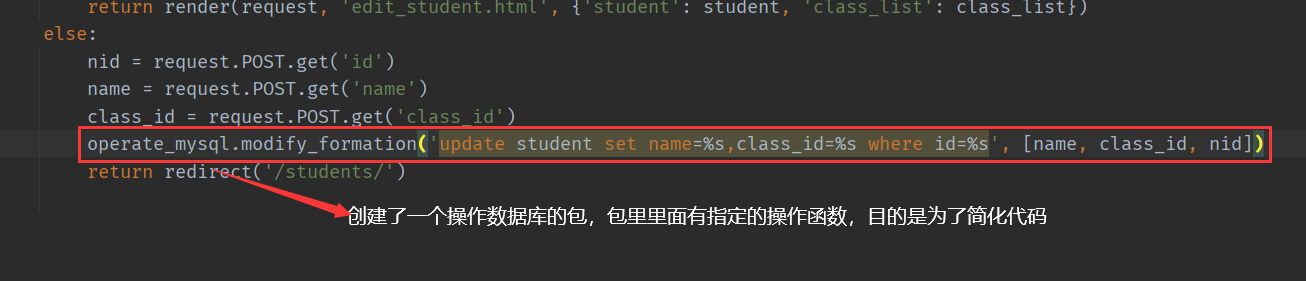 return render(request, 'edit_student.html', {'student': student, 'class_list': class_list})
else:
nid = request.POST.get('id')
name = request.POST.get('name')
class_id = request.POST.get('class_id')
operate_mysql.modify_formation('update student set name=%s,class_id=%s where id=%s', [name, class_id, nid])
return redirect('/students/')
创建了一个操作数据库的包，包里里面有指定的操作函数，目的是为了简化代码